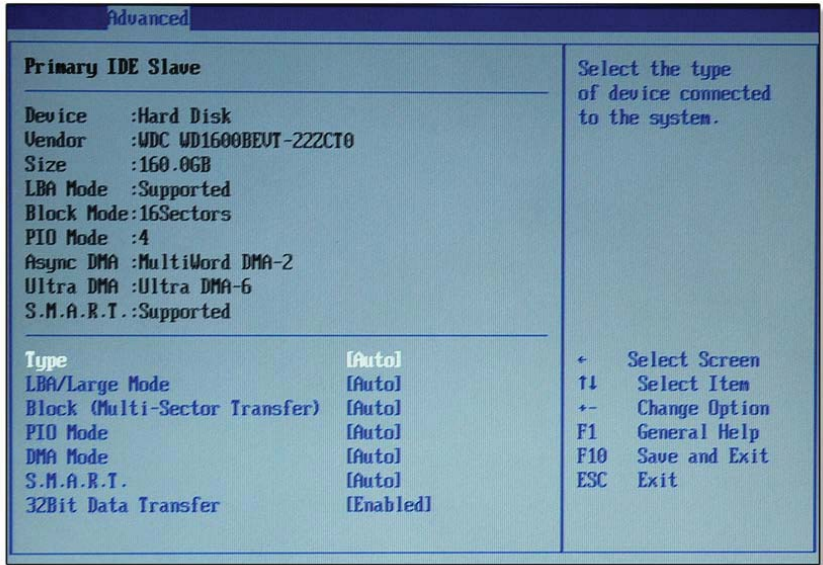 Advanced
Primary IDE Slave
Device :Hard Disk
Vendor :WDC WD1600BEVT-22ZCT0
Size :160.0GB
LBA Mode :Supported
Block Mode:16Sectors
PIO Mode :4
Async DMA :MultiWord DMA-2
Ultra DMA :Ultra DMA-6
S.M.A.R.T.:Supported
Type [Auto]
LBA/Large Mode [Auto]
Block (Multi-Sector Transfer) [Auto]
PIO Mode [Auto]
DMA Mode [Auto]
S.M.A.R.T. [Auto]
32Bit Data Transfer [Enabled]
Select the type
of device connected
to the system.
← Select Screen
↑↓ Select Item
+- Change Option
F1 General Help
F10 Save and Exit
ESC Exit